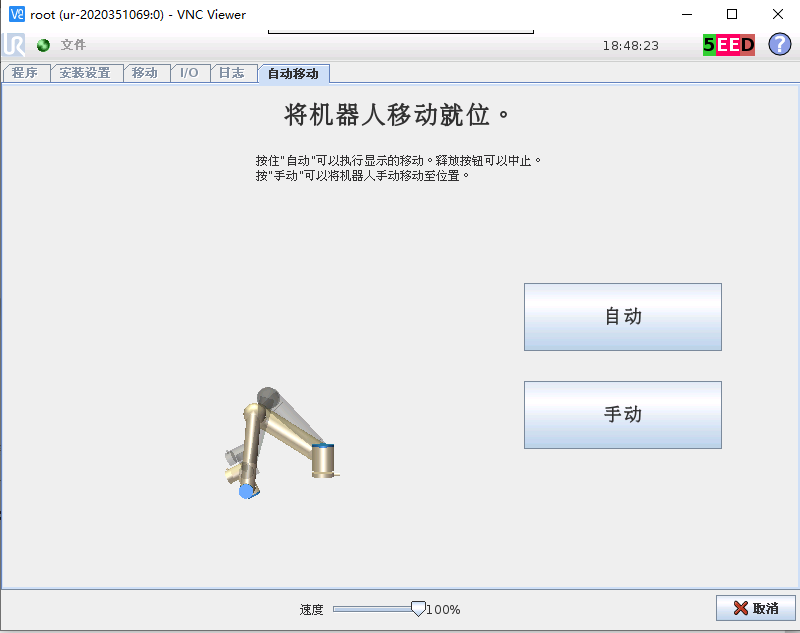 root (ur-2020351069:0) - VNC Viewer
文件
18:48:23
5EED
?
程序 安装设置 移动 I/O 日志 自动移动
将机器人移动就位。
按住"自动"可以执行显示的移动。释放按钮可以中止。
按"手动"可以将机器人手动移动至位置。
自动
手动
速度 100%
取消